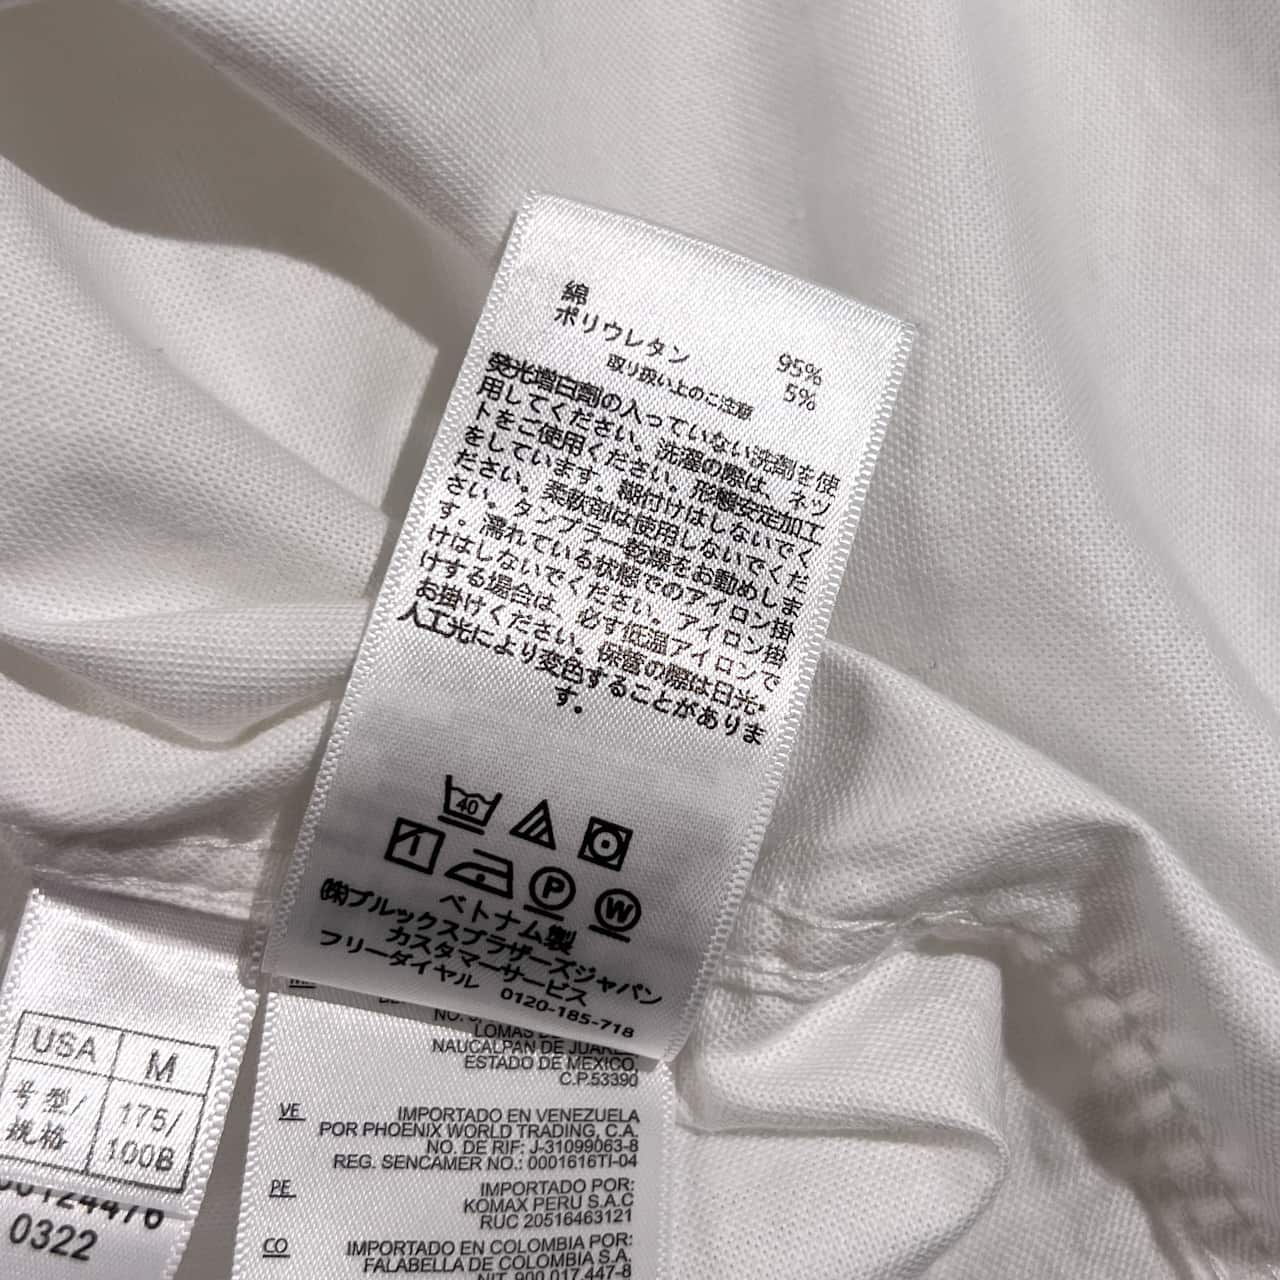 綿 95%
ポリウレタン 5%
取り扱い上のご注意
蛍光増白剤の入っていない洗剤を使
用してください。洗濯の際は、ネッ
トをご使用ください。形態安定加工
をしています。糊付けはしないでく
ださい。柔軟剤は使用しないでくだ
さい。タンブラー乾燥をお勧めしま
す。濡れている状態でのアイロン掛
けはしないでください。アイロン掛
けする場合は、必ず低温アイロンで
お掛けください。保管の際は日光・
人工光により変色することがありま
す。
40
P W
ベトナム製
㈱ブルックスブラザーズジャパン
カスタマーサービス
フリーダイヤル 0120-185-718
LOMAS DE
NAUCALPAN DE JUAREZ,
ESTADO DE MEXICO,
C.P.53390
VE IMPORTADO EN VENEZUELA
POR PHOENIX WORLD TRADING, C.A.
NO. DE RIF: J-31099063-8
REG. SENCAMER NO.: 0001616TI-04
PE IMPORTADO POR:
KOMAX PERU S.A.C
RUC 20516463121
CO IMPORTADO EN COLOMBIA POR:
FALABELLA DE COLOMBIA S.A.
NIT. 900.017.447-8
USA M
号型/ 175/
规格 100B
0322